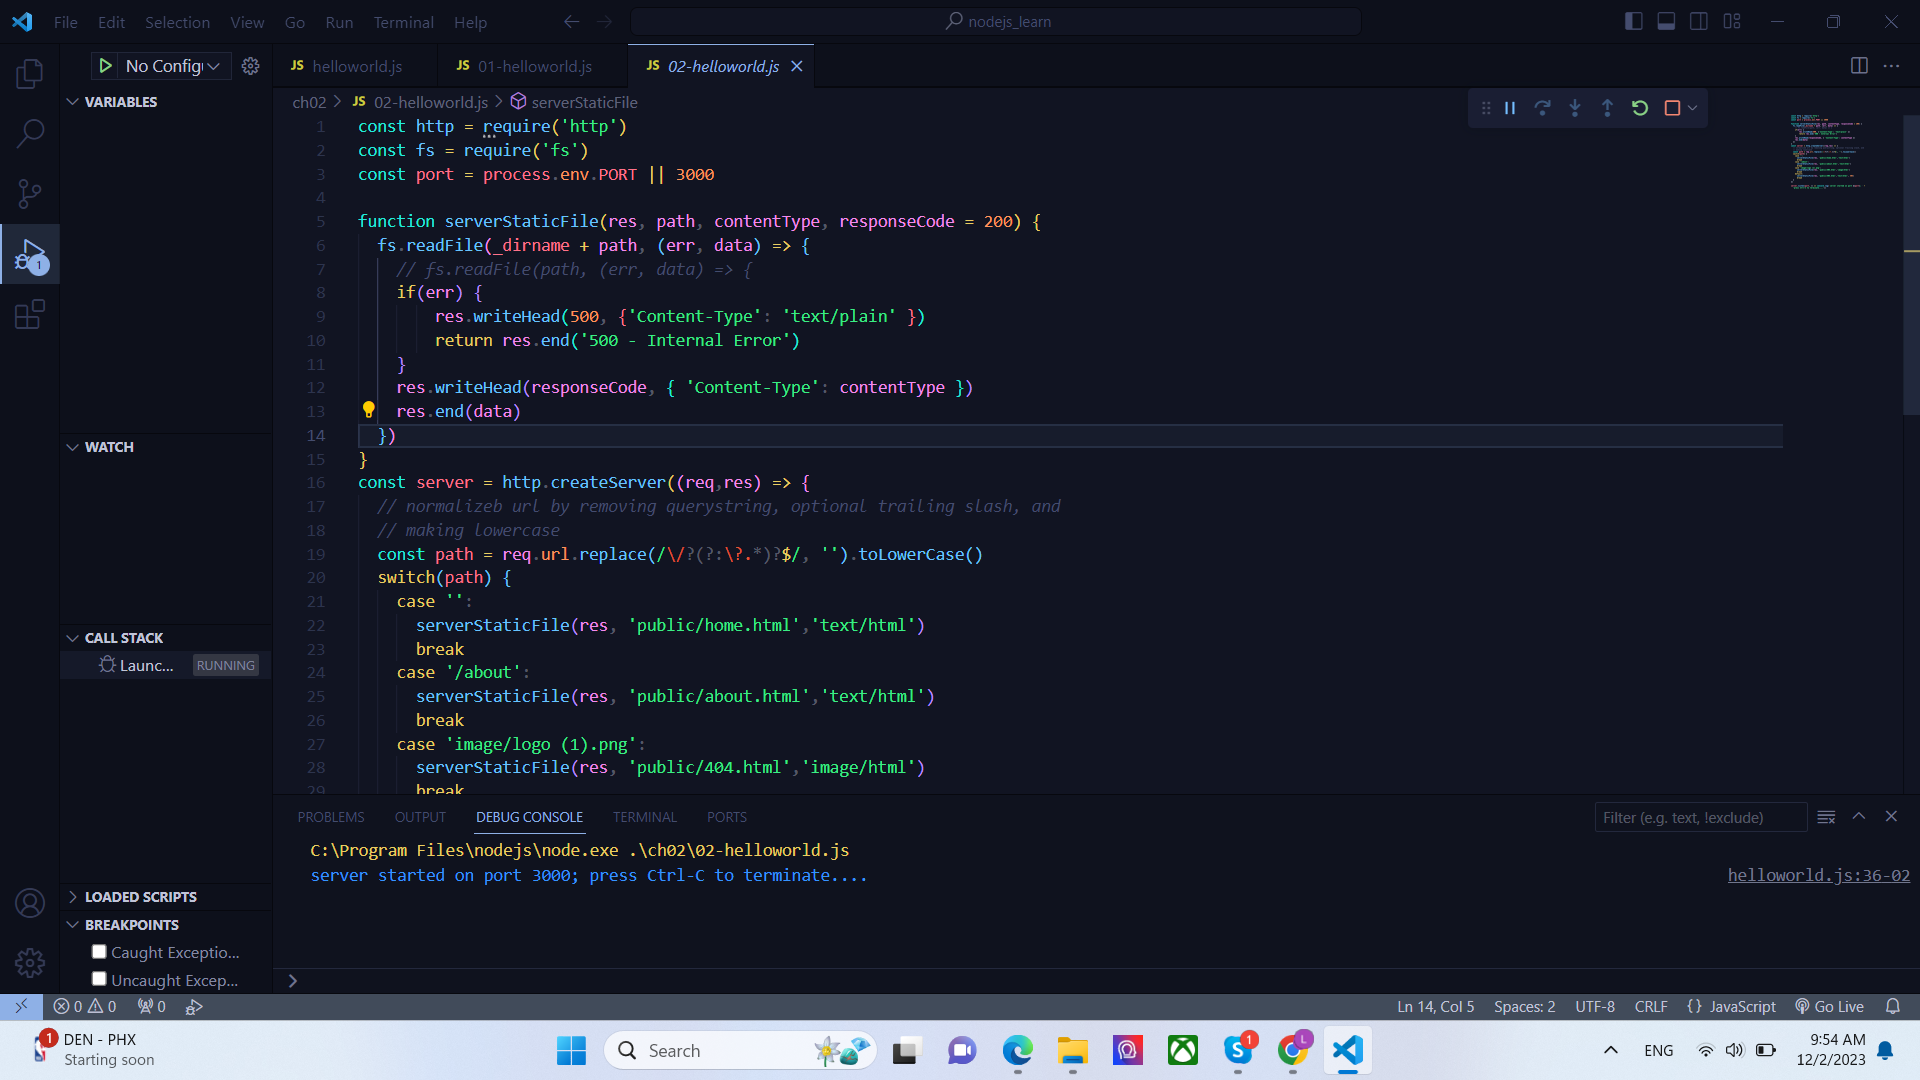 File Edit Selection View Go Run Terminal Help
nodejs_learn
No Config
JS helloworld.js
JS 01-helloworld.js
JS 02-helloworld.js
VARIABLES
ch02 > JS 02-helloworld.js > serverStaticFile
1 const http = require('http')
2 const fs = require('fs')
3 const port = process.env.PORT || 3000
4
5 function serverStaticFile(res, path, contentType, responseCode = 200) {
6 fs.readFile(_dirname + path, (err, data) => {
7 // fs.readFile(path, (err, data) => {
8 if(err) {
9 res.writeHead(500, {'Content-Type': 'text/plain' })
10 return res.end('500 - Internal Error')
11 }
12 res.writeHead(responseCode, { 'Content-Type': contentType })
13 res.end(data)
14 })
15 }
16 const server = http.createServer((req,res) => {
17 // normalizeb url by removing querystring, optional trailing slash, and
18 // making lowercase
19 const path = req.url.replace(/\/?(?:\?.*)?$/, '').toLowerCase()
20 switch(path) {
21 case '':
22 serverStaticFile(res, 'public/home.html','text/html')
23 break
24 case '/about':
25 serverStaticFile(res, 'public/about.html','text/html')
26 break
27 case 'image/logo (1).png':
28 serverStaticFile(res, 'public/404.html','image/html')
29 break
WATCH
CALL STACK
Launc... RUNNING
LOADED SCRIPTS
BREAKPOINTS
Caught Exceptio...
Uncaught Excep...
1
PROBLEMS OUTPUT DEBUG CONSOLE TERMINAL PORTS
Filter (e.g. text, !exclude)
C:\Program Files\nodejs\node.exe .\ch02\02-helloworld.js
server started on port 3000; press Ctrl-C to terminate....
helloworld.js:36-02
0 0 0
Ln 14, Col 5 Spaces: 2 UTF-8 CRLF {} JavaScript Go Live
1 DEN - PHX
Starting soon
Search
1
L
ENG
9:54 AM
12/2/2023